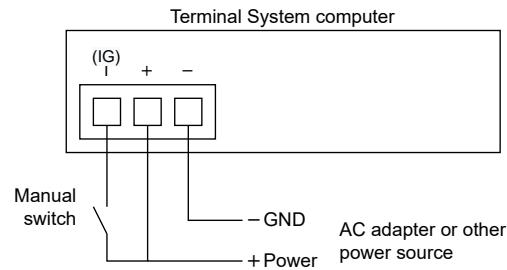 Terminal System computer
(IG)
I + −
Manual
switch
− GND
+ Power
AC adapter or other
power source